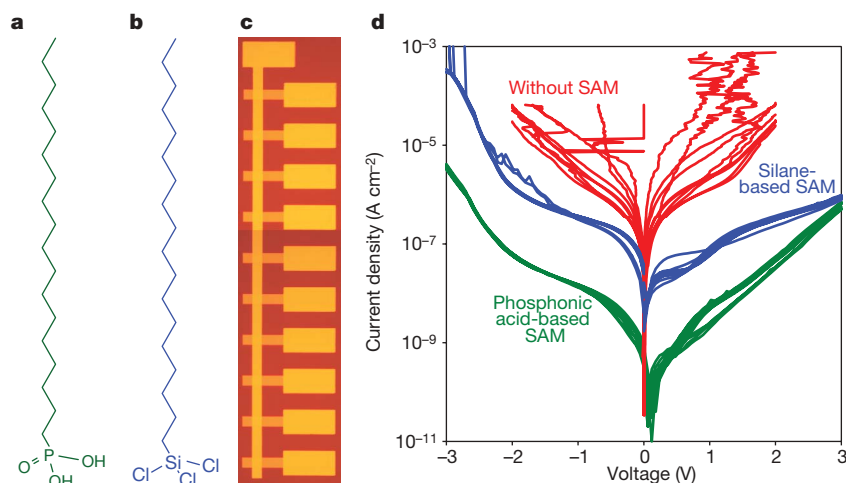 a
b
c
d
P
O
OH
OH
Si
Cl
Cl
Cl
10−3
10−5
10−7
10−9
10−11
Current density (A cm−2)
Without SAM
Silane-
based SAM
Phosphonic
acid-based
SAM
−3
−2
−1
0
1
2
3
Voltage (V)